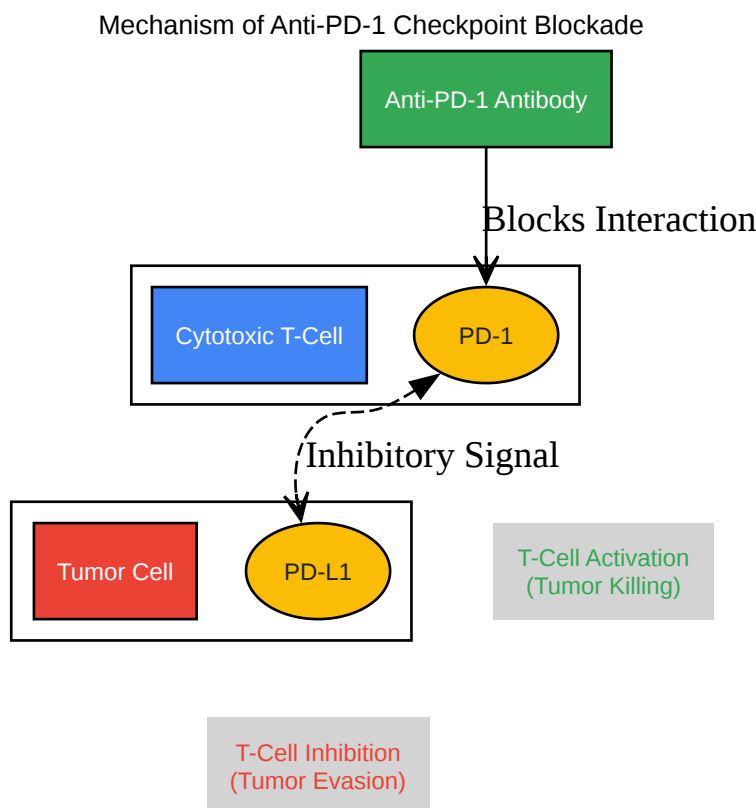 Mechanism of Anti-PD-1 Checkpoint Blockade
Anti-PD-1 Antibody
Blocks Interaction
Cytotoxic T-Cell
PD-1
Inhibitory Signal
Tumor Cell
PD-L1
T-Cell Activation
(Tumor Killing)
T-Cell Inhibition
(Tumor Evasion)